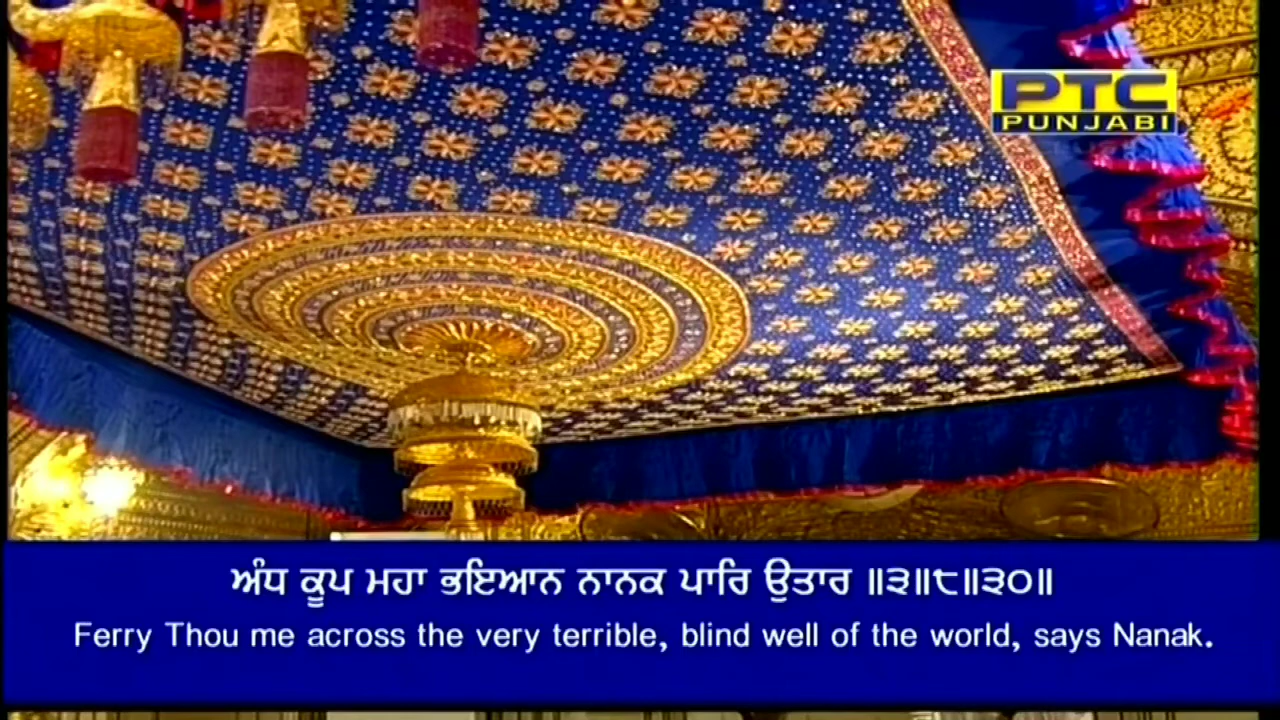 PTC
PUNJABI
ਅੰਧ ਕੂਪ ਮਹਾ ਭਇਆਨ ਨਾਨਕ ਪਾਰਿ ਉਤਾਰ ॥੩॥੮॥੩੦॥
Ferry Thou me across the very terrible, blind well of the world, says Nanak.